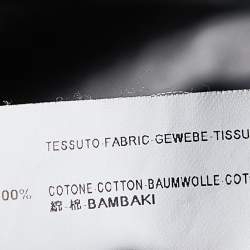 TESSUTO·FABRIC·GEWEBE·TISSU
00% COTONE·COTTON·BAUMWOLLE·COT
綿·棉·BAMBAKI